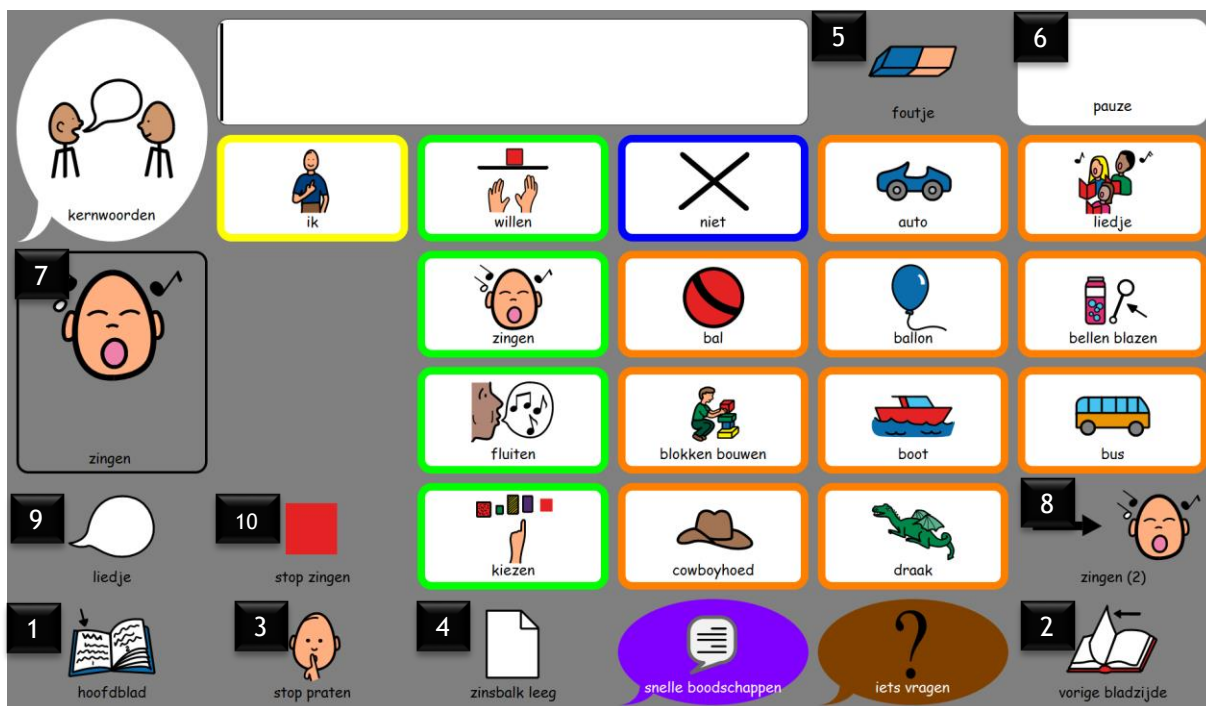 5
6
kernwoorden
foutje
pauze
ik
willen
niet
auto
liedje
7
zingen
zingen
bal
ballon
bellen blazen
fluiten
blokken bouwen
boot
bus
9
liedje
10
stop zingen
kiezen
cowboyhoed
draak
8
zingen (2)
1
hoofdblad
3
stop praten
4
zinsbalk leeg
snelle boodschappen
?
iets vragen
2
vorige bladzijde